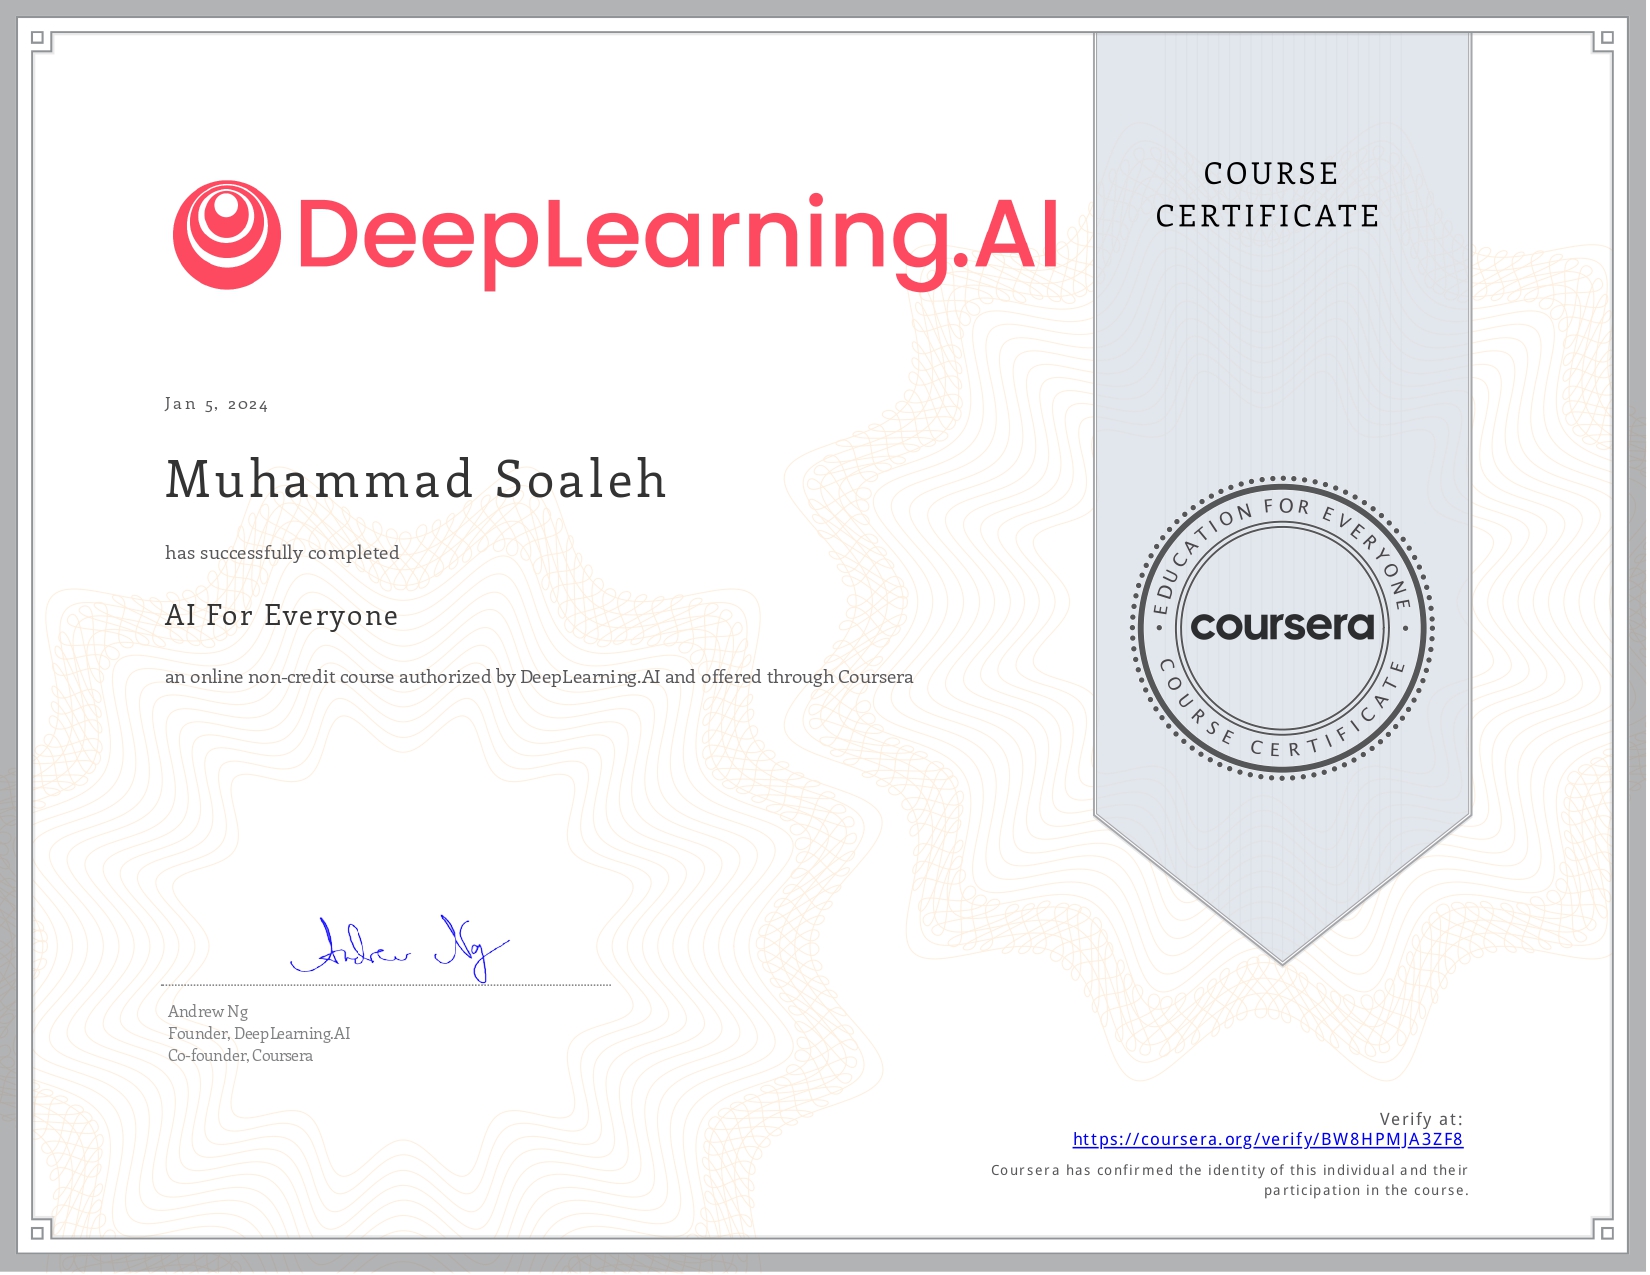 DeepLearning.AI
COURSE
CERTIFICATE
Jan 5, 2024
Muhammad Soaleh
has successfully completed
AI For Everyone
an online non-credit course authorized by DeepLearning.AI and offered through Coursera
• EDUCATION FOR EVERYONE •
coursera
COURSE CERTIFICATE
Andrew Ng
Andrew Ng
Founder, DeepLearning.AI
Co-founder, Coursera
Verify at:
https://coursera.org/verify/BW8HPMJA3ZF8
Coursera has confirmed the identity of this individual and their
participation in the course.